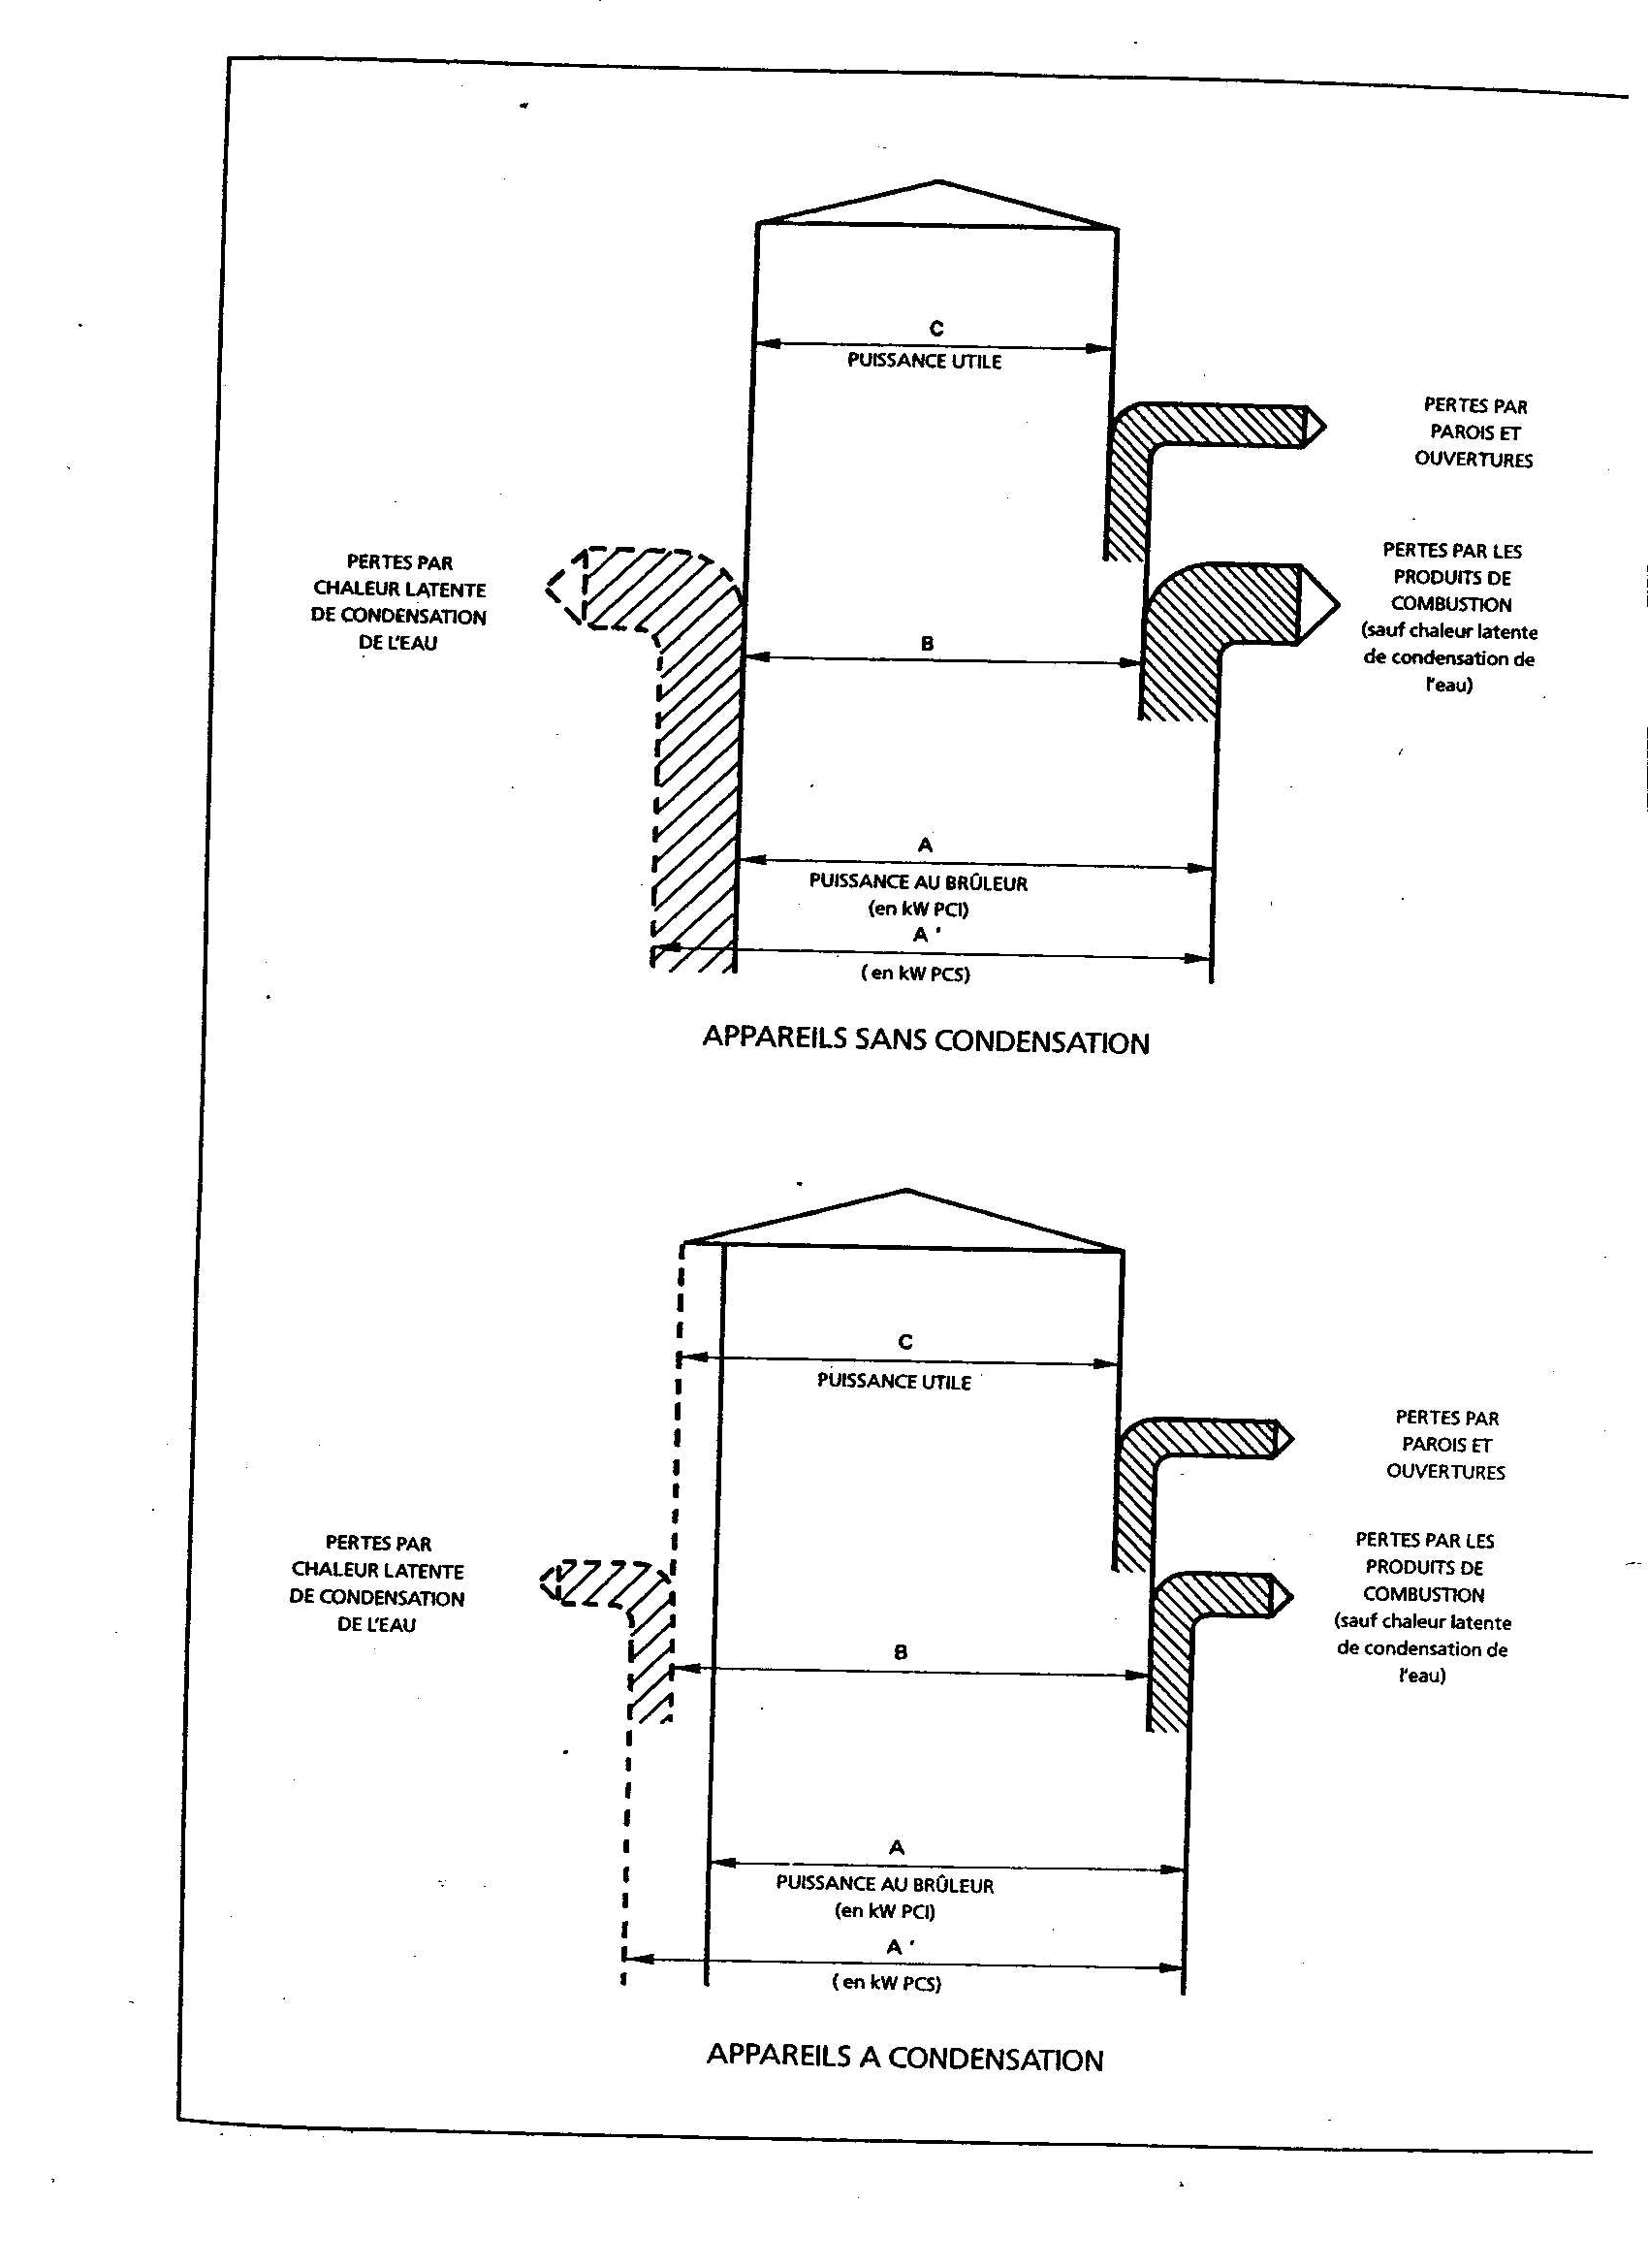 C
PUISSANCE UTILE
PERTES PAR
PAROIS ET
OUVERTURES
PERTES PAR
CHALEUR LATENTE
DE CONDENSATION
DE L'EAU
PERTES PAR LES
PRODUITS DE
COMBUSTION
(sauf chaleur latente
de condensation de
l'eau)
B
A
PUISSANCE AU BRÛLEUR
(en kW PCI)
A '
(en kW PCS)
APPAREILS SANS CONDENSATION
C
PUISSANCE UTILE
PERTES PAR
PAROIS ET
OUVERTURES
PERTES PAR
CHALEUR LATENTE
DE CONDENSATION
DE L'EAU
PERTES PAR LES
PRODUITS DE
COMBUSTION
(sauf chaleur latente
de condensation de
l'eau)
B
A
PUISSANCE AU BRÛLEUR
(en kW PCI)
A '
(en kW PCS)
APPAREILS A CONDENSATION